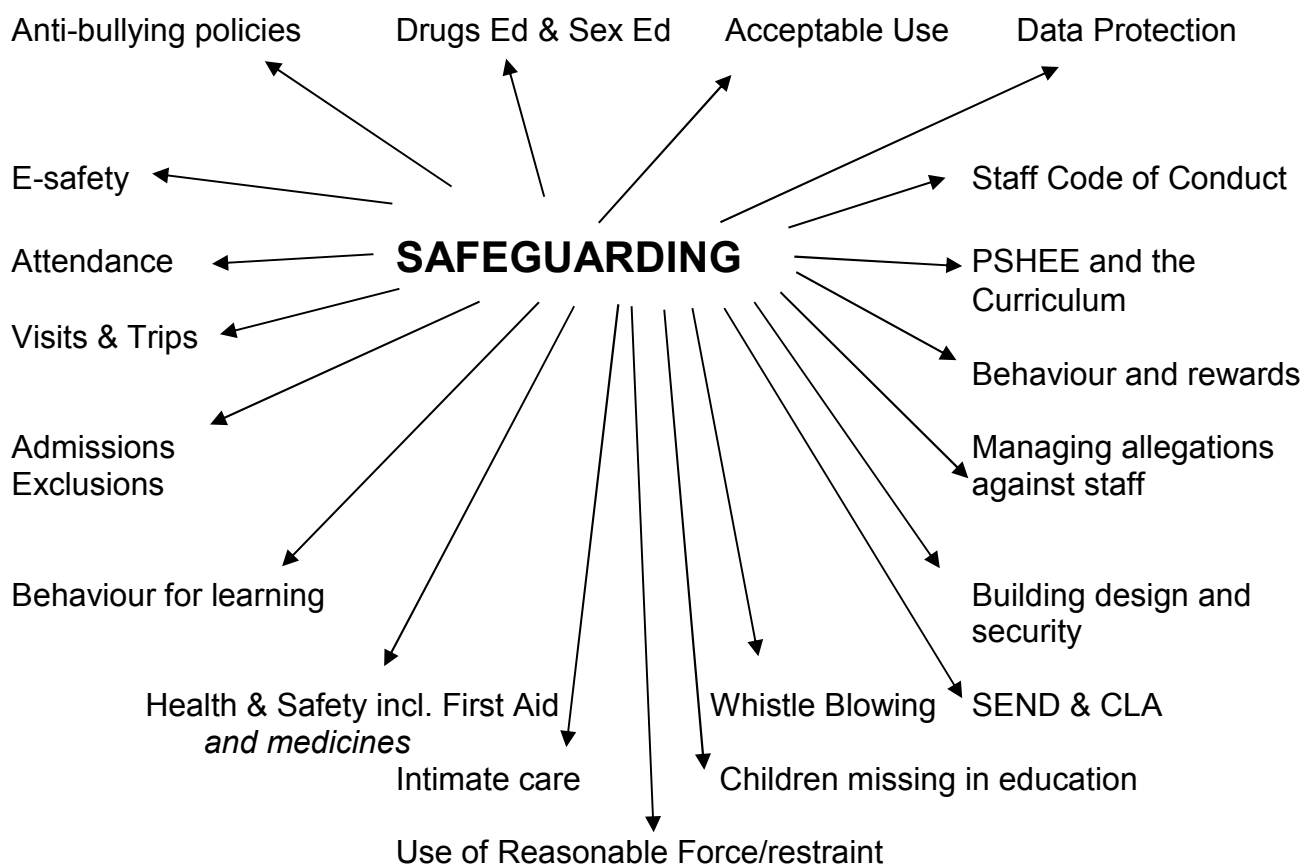 Anti-bullying policies Drugs Ed & Sex Ed Acceptable Use Data Protection
E-safety Staff Code of Conduct
SAFEGUARDING
Attendance PSHEE and the
Curriculum
Visits & Trips
Behaviour and rewards
Admissions Managing allegations
Exclusions against staff
Behaviour for learning Building design and
security
Health & Safety incl. First Aid Whistle Blowing SEND & CLA
and medicines
Intimate care Children missing in education
Use of Reasonable Force/restraint